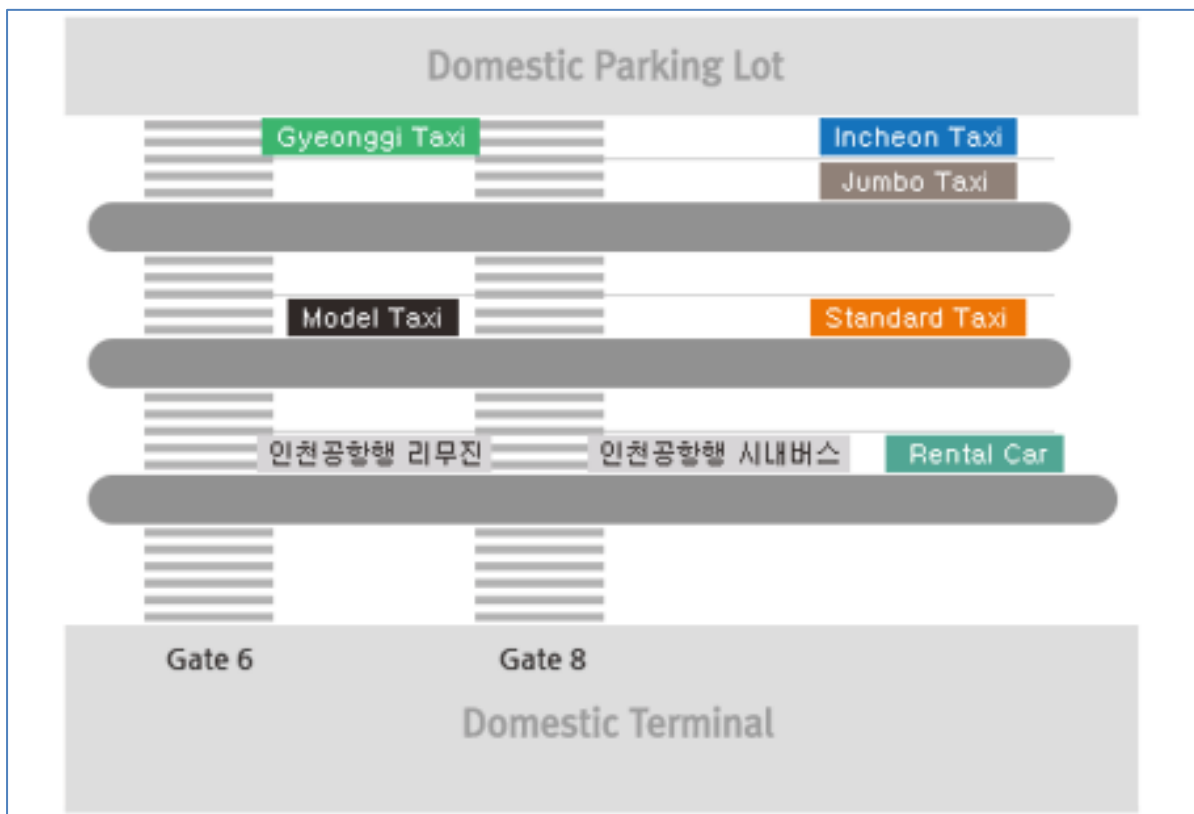 Domestic Parking Lot
Gyeonggi Taxi
Incheon Taxi
Jumbo Taxi
Model Taxi
Standard Taxi
인천공항행 리무진
인천공항행 시내버스
Rental Car
Gate 6
Gate 8
Domestic Terminal